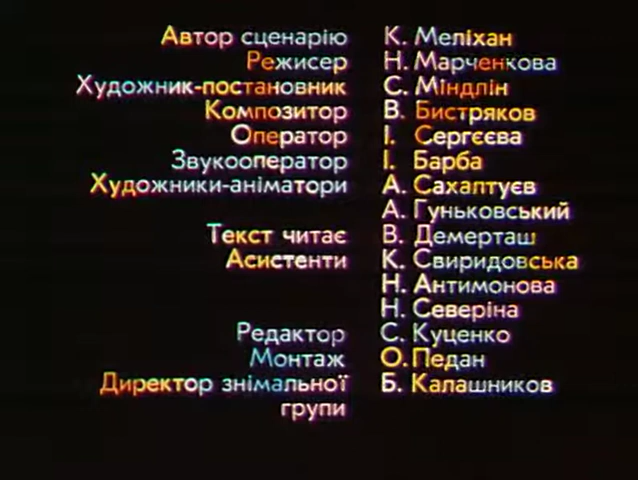 Автор сценарію К. Меліхан
Режисер Н. Марченкова
Художник-постановник С. Міндлін
Композитор В. Бистряков
Оператор І. Сергєєва
Звукооператор І. Барба
Художники-аніматори А. Сахалтуєв
А. Гуньковський
Текст читає В. Демерташ
Асистенти К. Свиридовська
Н. Антимонова
Н. Северіна
Редактор С. Куценко
Монтаж О. Педан
Директор знімальної Б. Калашников
групи